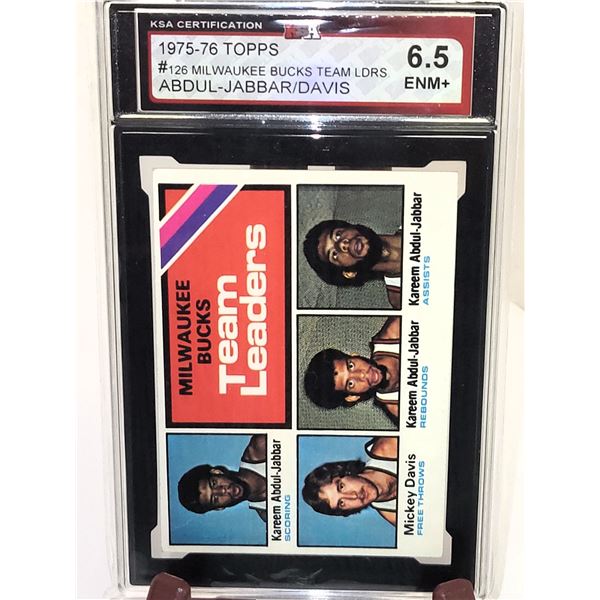 KSA CERTIFICATION
1975-76 TOPPS
#126 MILWAUKEE BUCKS TEAM LDRS
ABDUL-JABBAR/DAVIS
6.5
ENM+
MILWAUKEE
BUCKS
Team
Leaders
Kareem Abdul-Jabbar
SCORING
Kareem Abdul-Jabbar
ASSISTS
Kareem Abdul-Jabbar
REBOUNDS
Mickey Davis
FREE THROWS